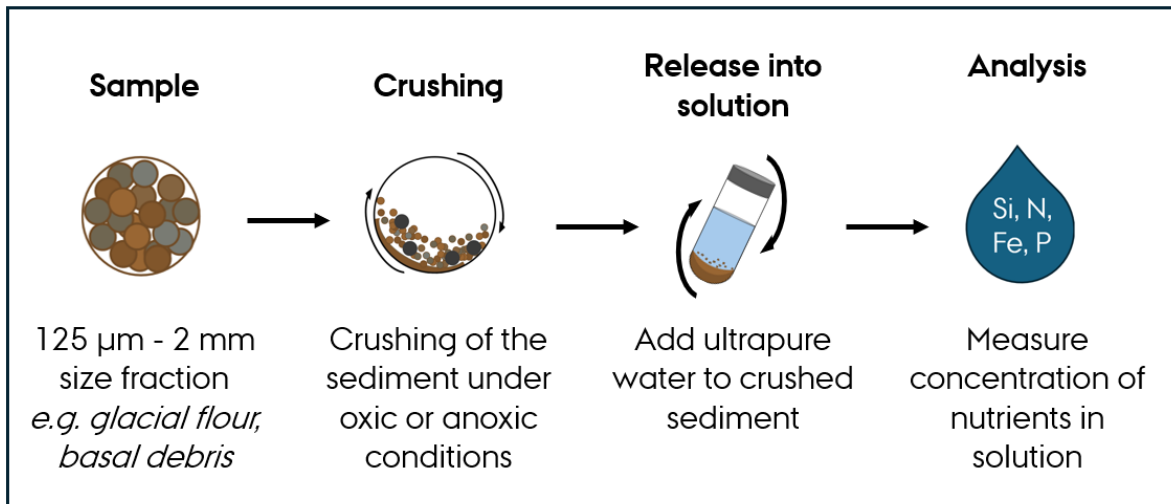 Sample
125 µm - 2 mm
size fraction
e.g. glacial flour,
basal debris
Crushing
Crushing of the
sediment under
oxic or anoxic
conditions
Release into
solution
Add ultrapure
water to crushed
sediment
Analysis
Si, N,
Fe, P
Measure
concentration of
nutrients in
solution